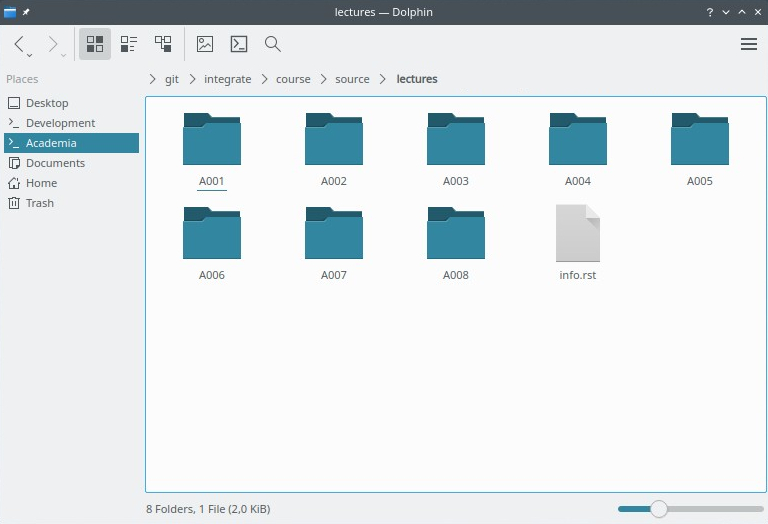 lectures — Dolphin
?
Places
git integrate course source lectures
Desktop
Development
Academia
Documents
Home
Trash
A001 A002 A003 A004 A005
A006 A007 A008 info.rst
8 Folders, 1 File (2,0 KiB)